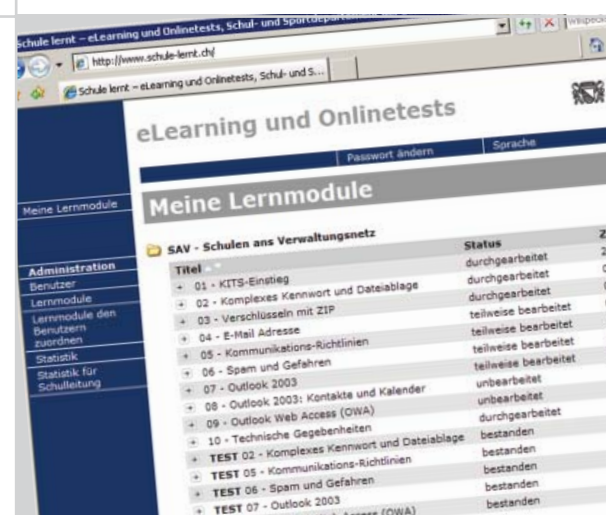 Schule lernt – eLearning und Onlinetests, Schul- und Sportdepartement
http://www.schule-lernt.ch/
Schule lernt – eLearning und Onlinetests, Schul- und S...
eLearning und Onlinetests
Passwort ändern Sprache
Meine Lernmodule
Administration
Benutzer
Lernmodule
Lernmodule den
Benutzern
zuordnen
Statistik
Statistik für
Schulleitung
Meine Lernmodule
SAV - Schulen ans Verwaltungsnetz
Titel Status Z
+ 01 - KITS-Einstieg durchgearbeitet
+ 02 - Komplexes Kennwort und Dateiablage durchgearbeitet
+ 03 - Verschlüsseln mit ZIP durchgearbeitet
+ 04 - E-Mail Adresse teilweise bearbeitet
+ 05 - Kommunikations-Richtlinien teilweise bearbeitet
+ 06 - Spam und Gefahren teilweise bearbeitet
+ 07 - Outlook 2003 teilweise bearbeitet
+ 08 - Outlook 2003: Kontakte und Kalender unbearbeitet
+ 09 - Outlook Web Access (OWA) unbearbeitet
+ 10 - Technische Gegebenheiten durchgearbeitet
+ TEST 02 - Komplexes Kennwort und Dateiablage bestanden
+ TEST 05 - Kommunikations-Richtlinien bestanden
+ TEST 06 - Spam und Gefahren bestanden
+ TEST 07 - Outlook 2003 bestanden
Access (OWA) bestanden